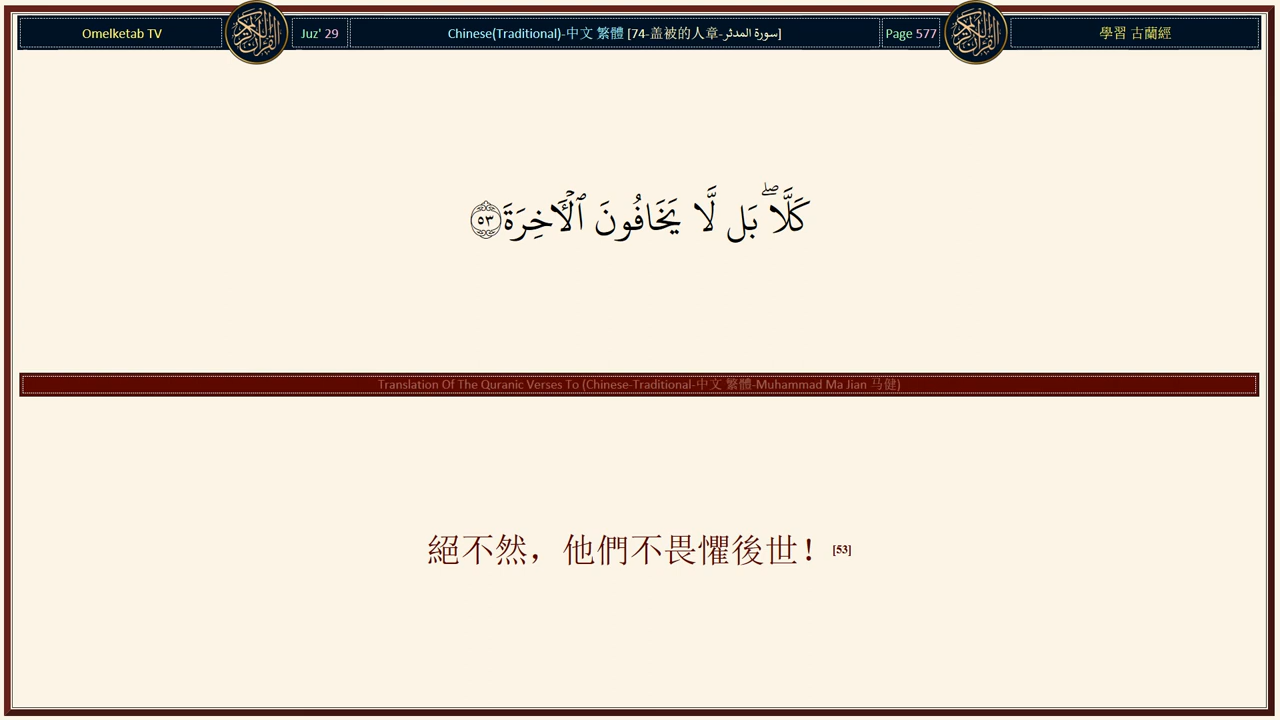 Omelketab TV
Juz' 29
Chinese(Traditional)-中文 繁體 [74-盖被的人章-سورة المدثر]
Page 577
學習 古蘭經
كَلَّاۖ بَل لَّا يَخَافُونَ ٱلۡأٓخِرَةَ ٥٣
Translation Of The Quranic Verses To (Chinese-Traditional-中文 繁體-Muhammad Ma Jian 马健)
絕不然，他們不畏懼後世！ [53]